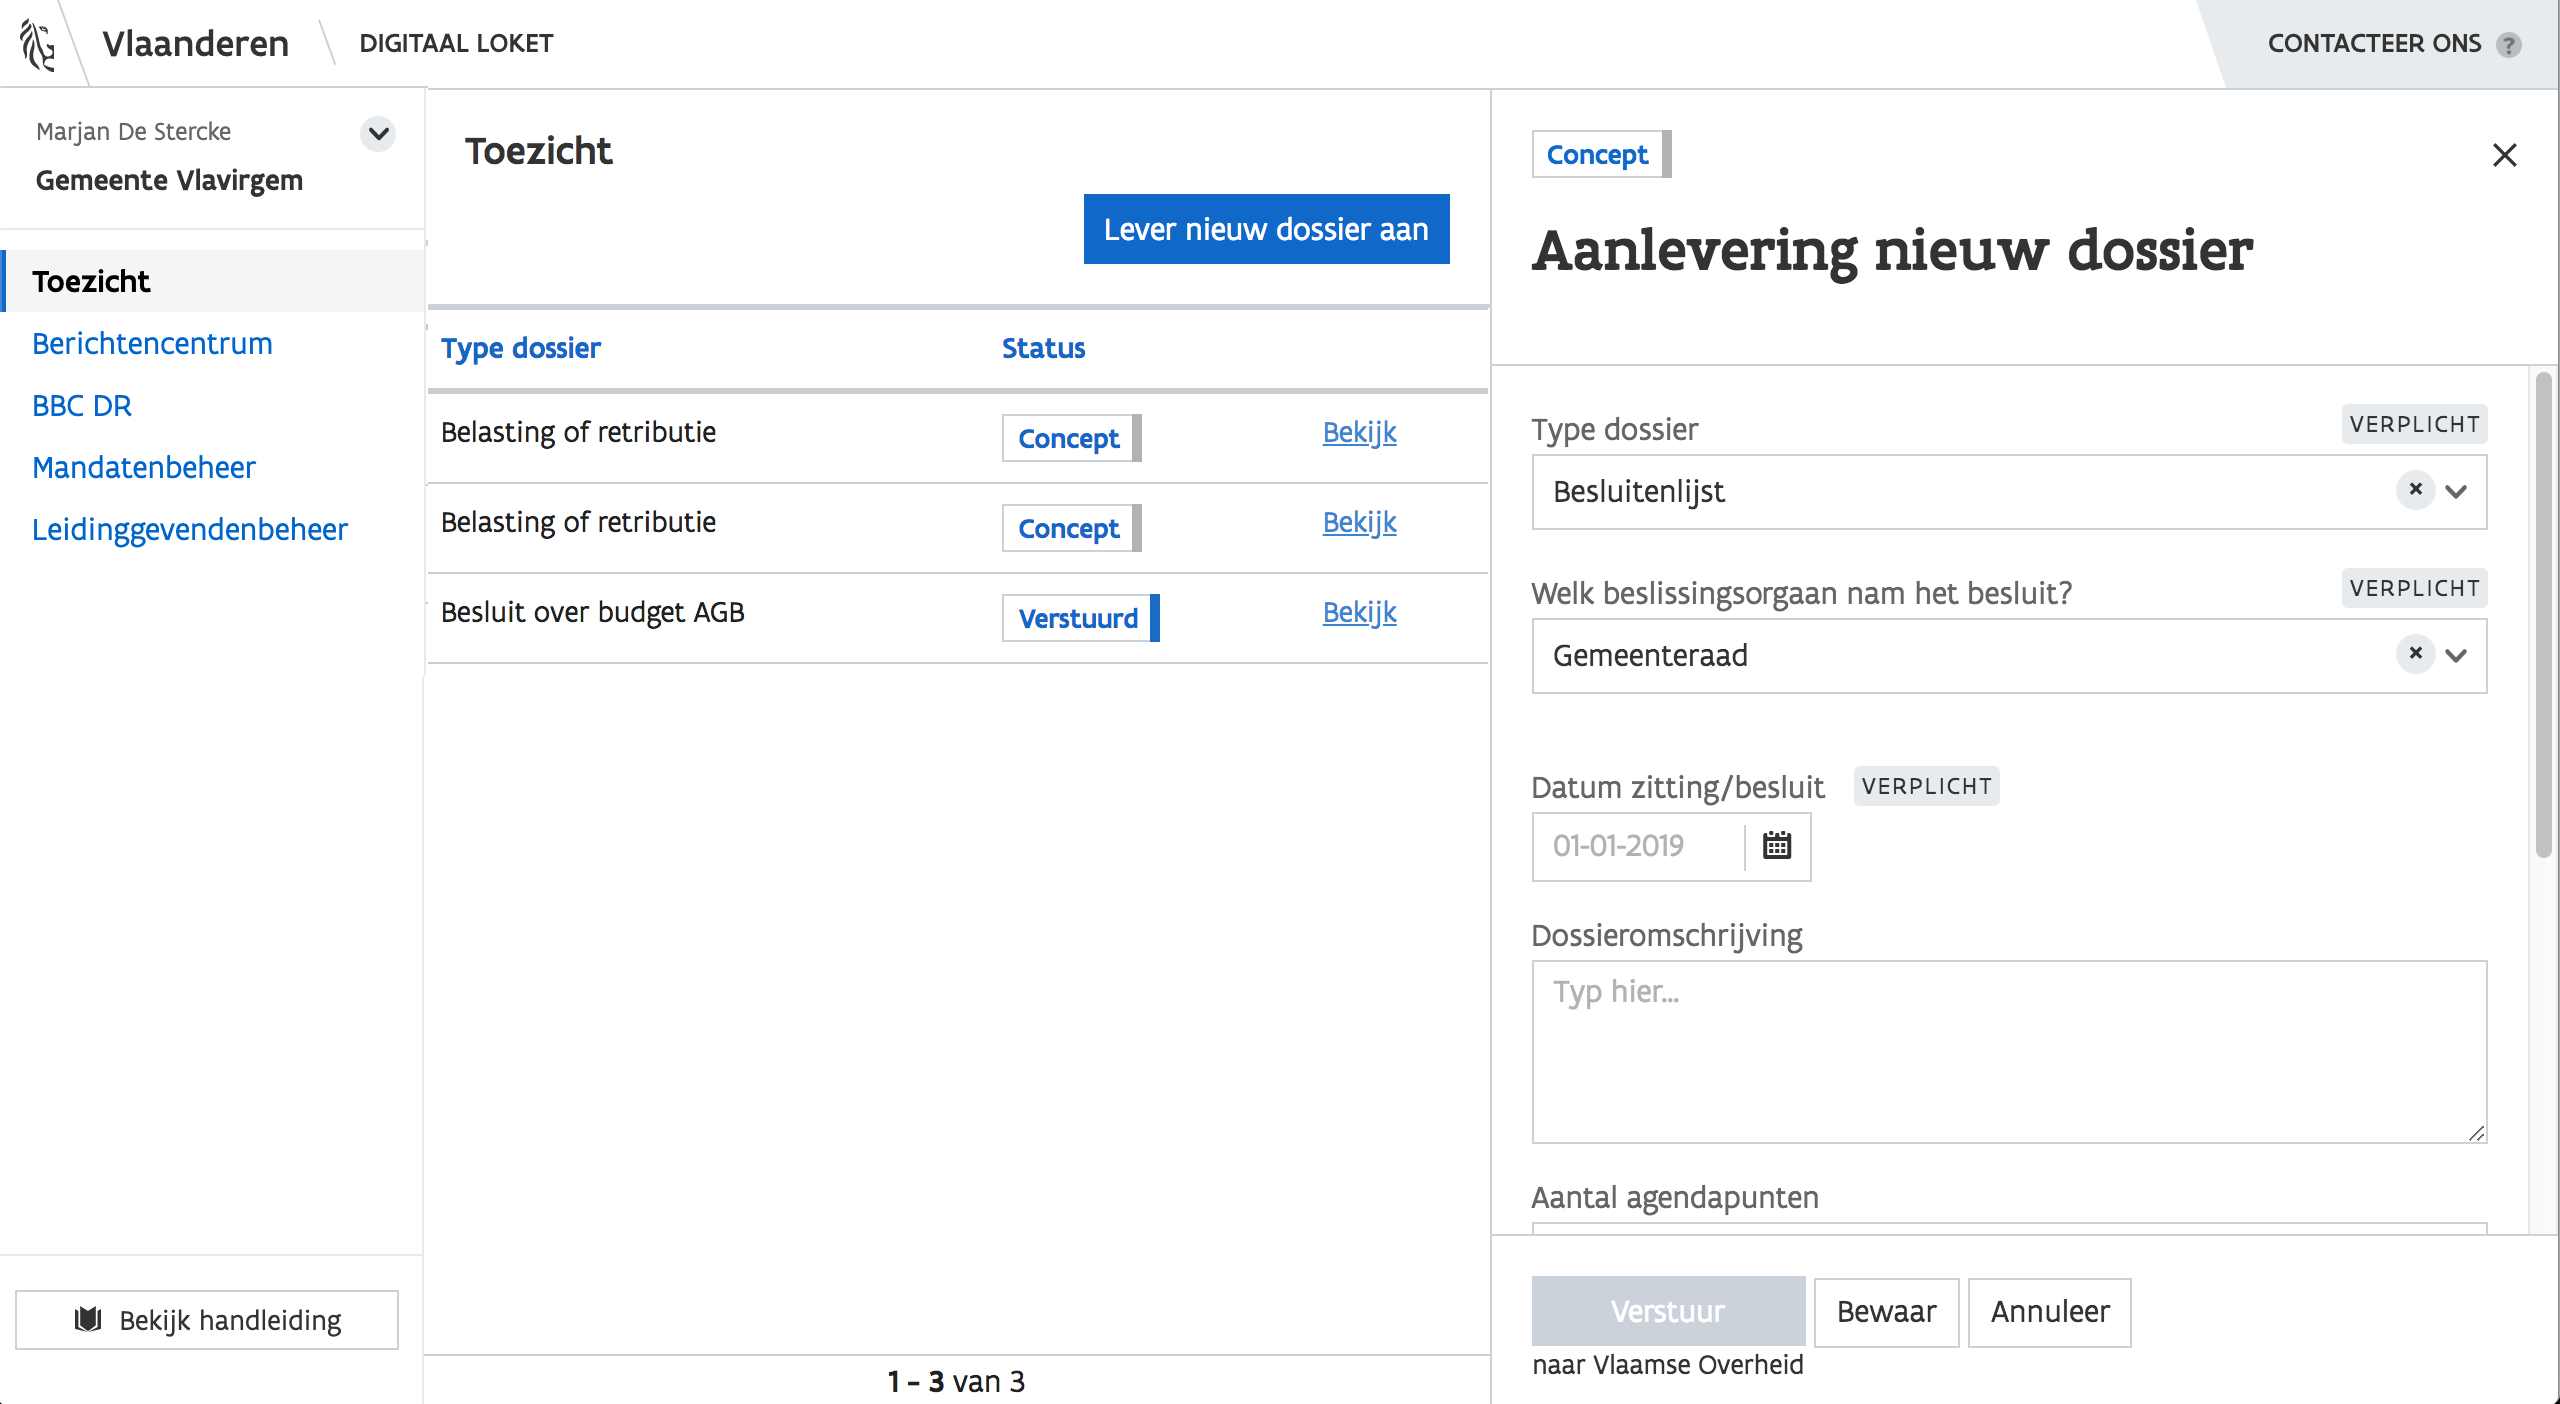 Vlaanderen
DIGITAAL LOKET
CONTACTEER ONS ?
Marjan De Stercke
Gemeente Vlavirgem
Toezicht
Berichtencentrum
BBC DR
Mandatenbeheer
Leidinggevendenbeheer
Bekijk handleiding
Toezicht
Lever nieuw dossier aan
Type dossier Status
Belasting of retributie Concept Bekijk
Belasting of retributie Concept Bekijk
Besluit over budget AGB Verstuurd Bekijk
1 - 3 van 3
Concept
Aanlevering nieuw dossier
Type dossier VERPLICHT
Besluitenlijst
Welk beslissingsorgaan nam het besluit? VERPLICHT
Gemeenteraad
Datum zitting/besluit VERPLICHT
01-01-2019
Dossieromschrijving
Typ hier...
Aantal agendapunten
Verstuur Bewaar Annuleer
naar Vlaamse Overheid